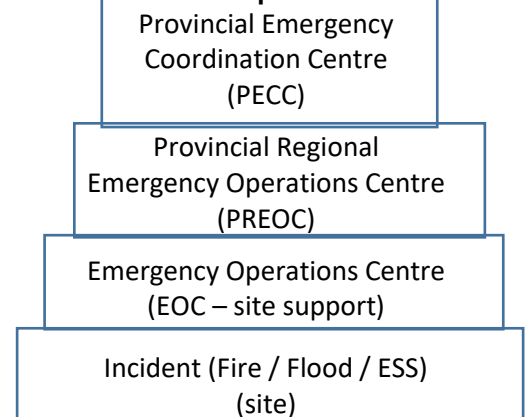 Provincial Emergency
Coordination Centre
(PECC)
Provincial Regional
Emergency Operations Centre
(PREOC)
Emergency Operations Centre
(EOC – site support)
Incident (Fire / Flood / ESS)
(site)